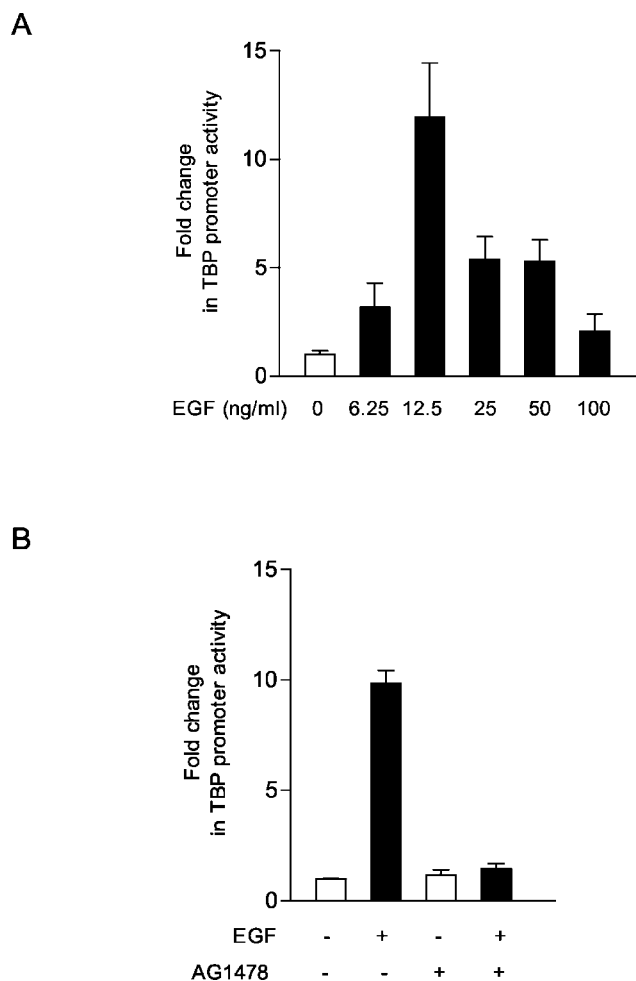 A
15
10
5
0
Fold change
in TBP promoter activity
EGF (ng/ml) 0 6.25 12.5 25 50 100
B
15
10
5
0
Fold change
in TBP promoter activity
EGF - + - +
AG1478 - - + +